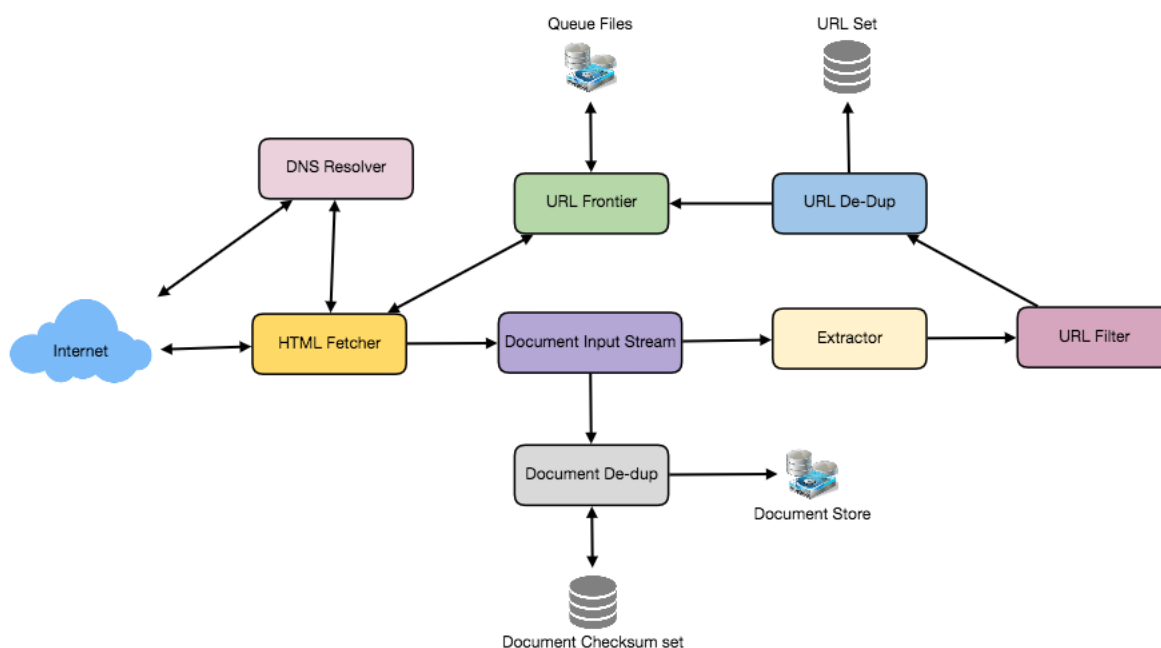 Queue Files
URL Set
DNS Resolver
URL Frontier
URL De-Dup
Internet
HTML Fetcher
Document Input Stream
Extractor
URL Filter
Document De-dup
Document Store
Document Checksum set